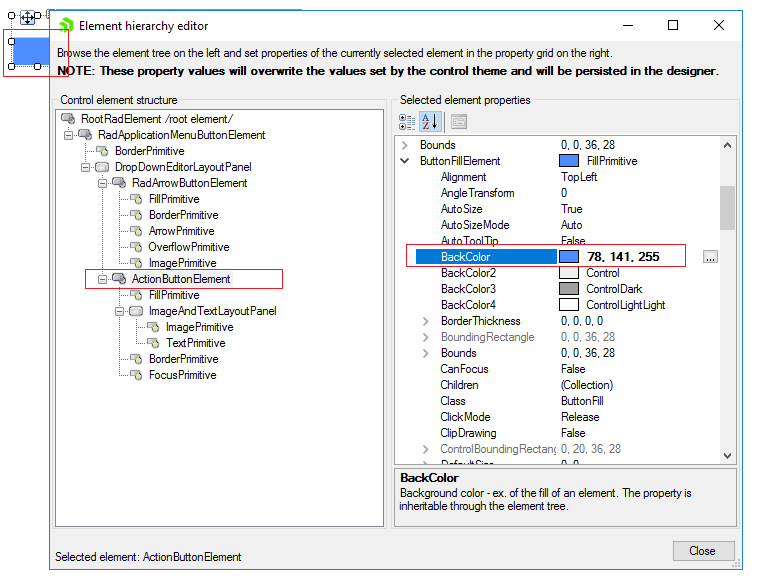 Element hierarchy editor
Browse the element tree on the left and set properties of the currently selected element in the property grid on the right.
NOTE: These property values will overwrite the values set by the control theme and will be persisted in the designer.
Control element structure
RootRadElement /root element/
RadApplicationMenuButtonElement
BorderPrimitive
DropDownEditorLayoutPanel
RadArrowButtonElement
FillPrimitive
BorderPrimitive
ArrowPrimitive
OverflowPrimitive
ImagePrimitive
ActionButtonElement
FillPrimitive
ImageAndTextLayoutPanel
ImagePrimitive
TextPrimitive
BorderPrimitive
FocusPrimitive
Selected element properties
Bounds 0, 0, 36, 28
ButtonFillElement FillPrimitive
Alignment TopLeft
AngleTransform 0
AutoSize True
AutoSizeMode Auto
AutoToolTip False
BackColor 78, 141, 255
...
BackColor2 Control
BackColor3 ControlDark
BackColor4 ControlLightLight
BorderThickness 0, 0, 0, 0
BoundingRectangle 0, 0, 36, 28
Bounds 0, 0, 36, 28
CanFocus False
Children (Collection)
Class ButtonFill
ClickMode Release
ClipDrawing False
ControlBoundingRectang 0, 20, 36, 28
DefaultSize 0, 0
BackColor
Background color - ex. of the fill of an element. The property is
inheritable through the element tree.
Selected element: ActionButtonElement
Close